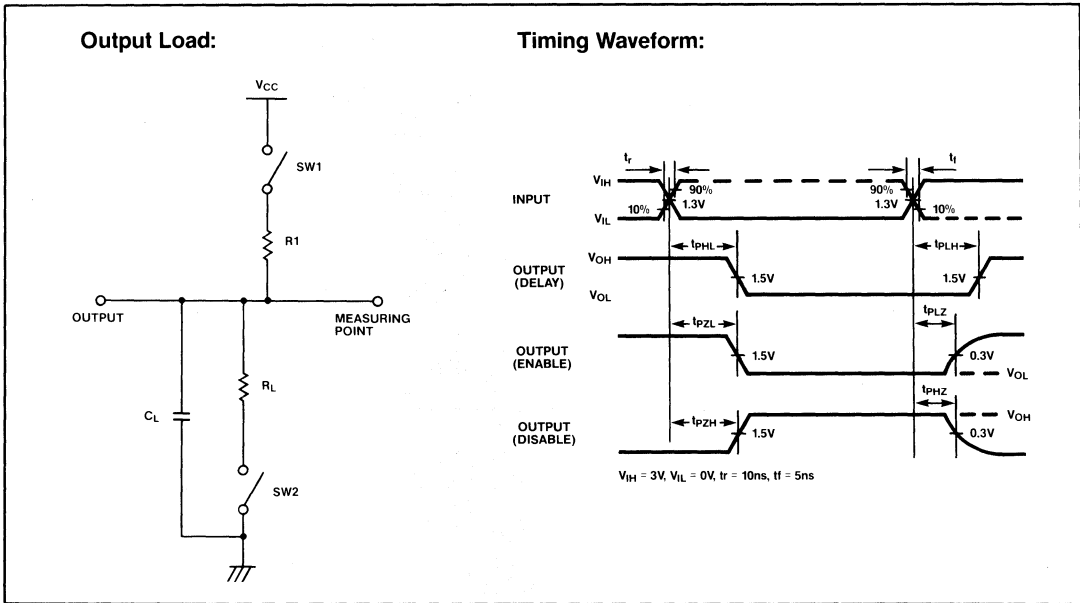 Output Load:
VCC
SW1
R1
OUTPUT
MEASURING
POINT
RL
CL
SW2
Timing Waveform:
tr
tf
INPUT
VIH
90%
90%
1.3V
1.3V
VIL
10%
10%
OUTPUT
(DELAY)
VOH
tPHL
tPLH
1.5V
1.5V
VOL
OUTPUT
(ENABLE)
tPZL
tPLZ
1.5V
0.3V
VOL
OUTPUT
(DISABLE)
tPZH
tPHZ
VOH
1.5V
0.3V
VIH = 3V, VIL = 0V, tr = 10ns, tf = 5ns